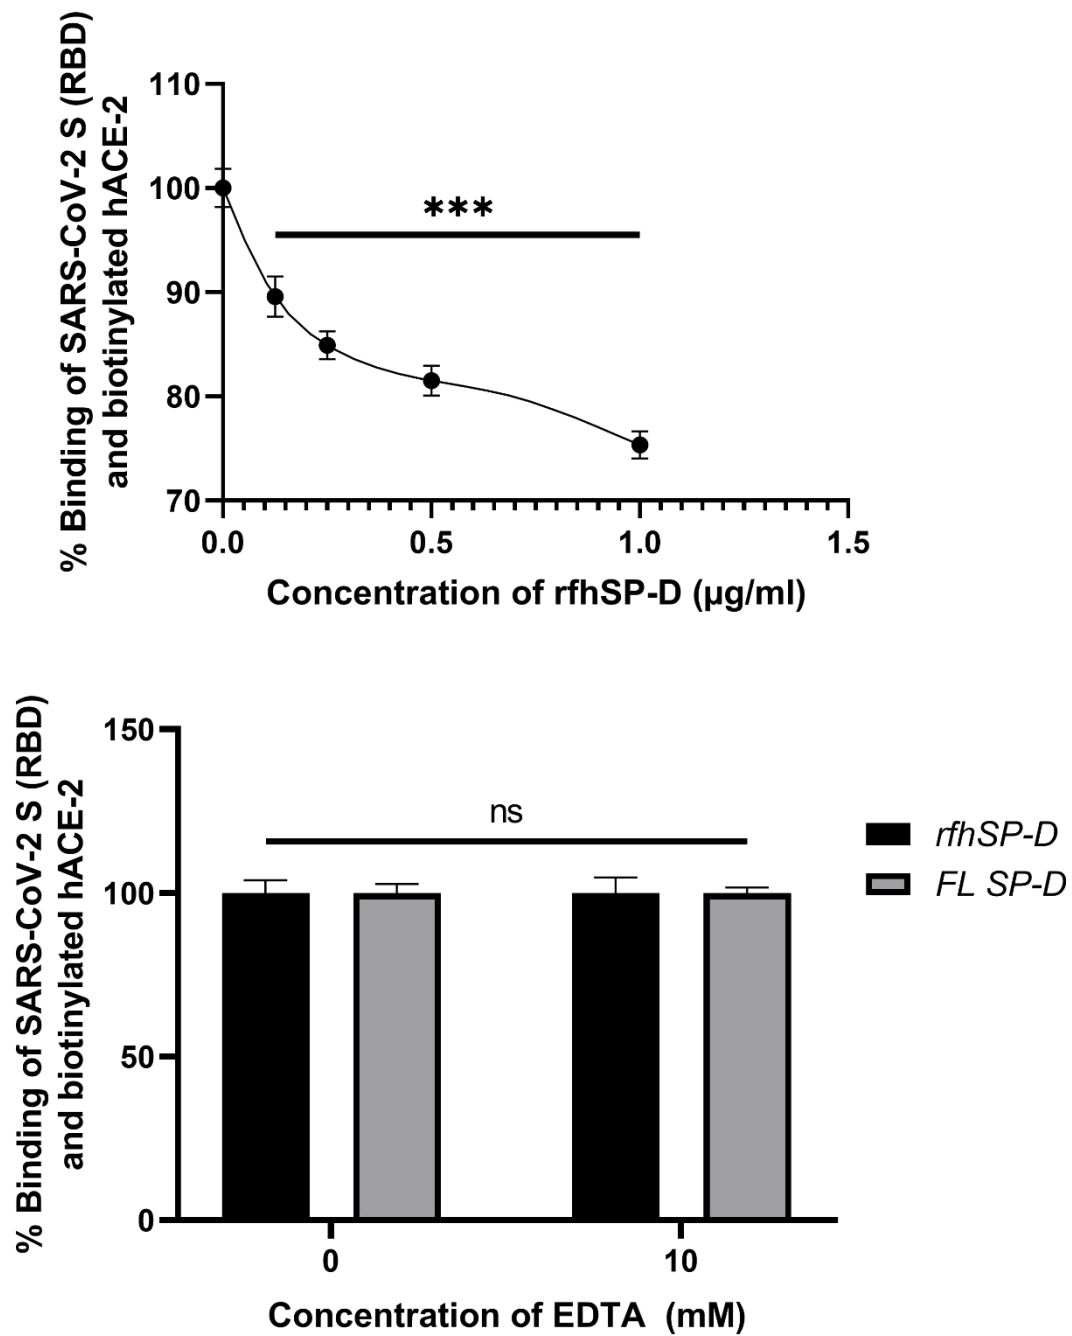 % Binding of SARS-CoV-2 S (RBD)
and biotinylated hACE-2
110
100
90
80
70
***
0.0
0.5
1.0
1.5
Concentration of rfhSP-D (µg/ml)
% Binding of SARS-CoV-2 S (RBD)
and biotinylated hACE-2
150
100
50
0
ns
rfhSP-D
FL SP-D
0
10
Concentration of EDTA (mM)